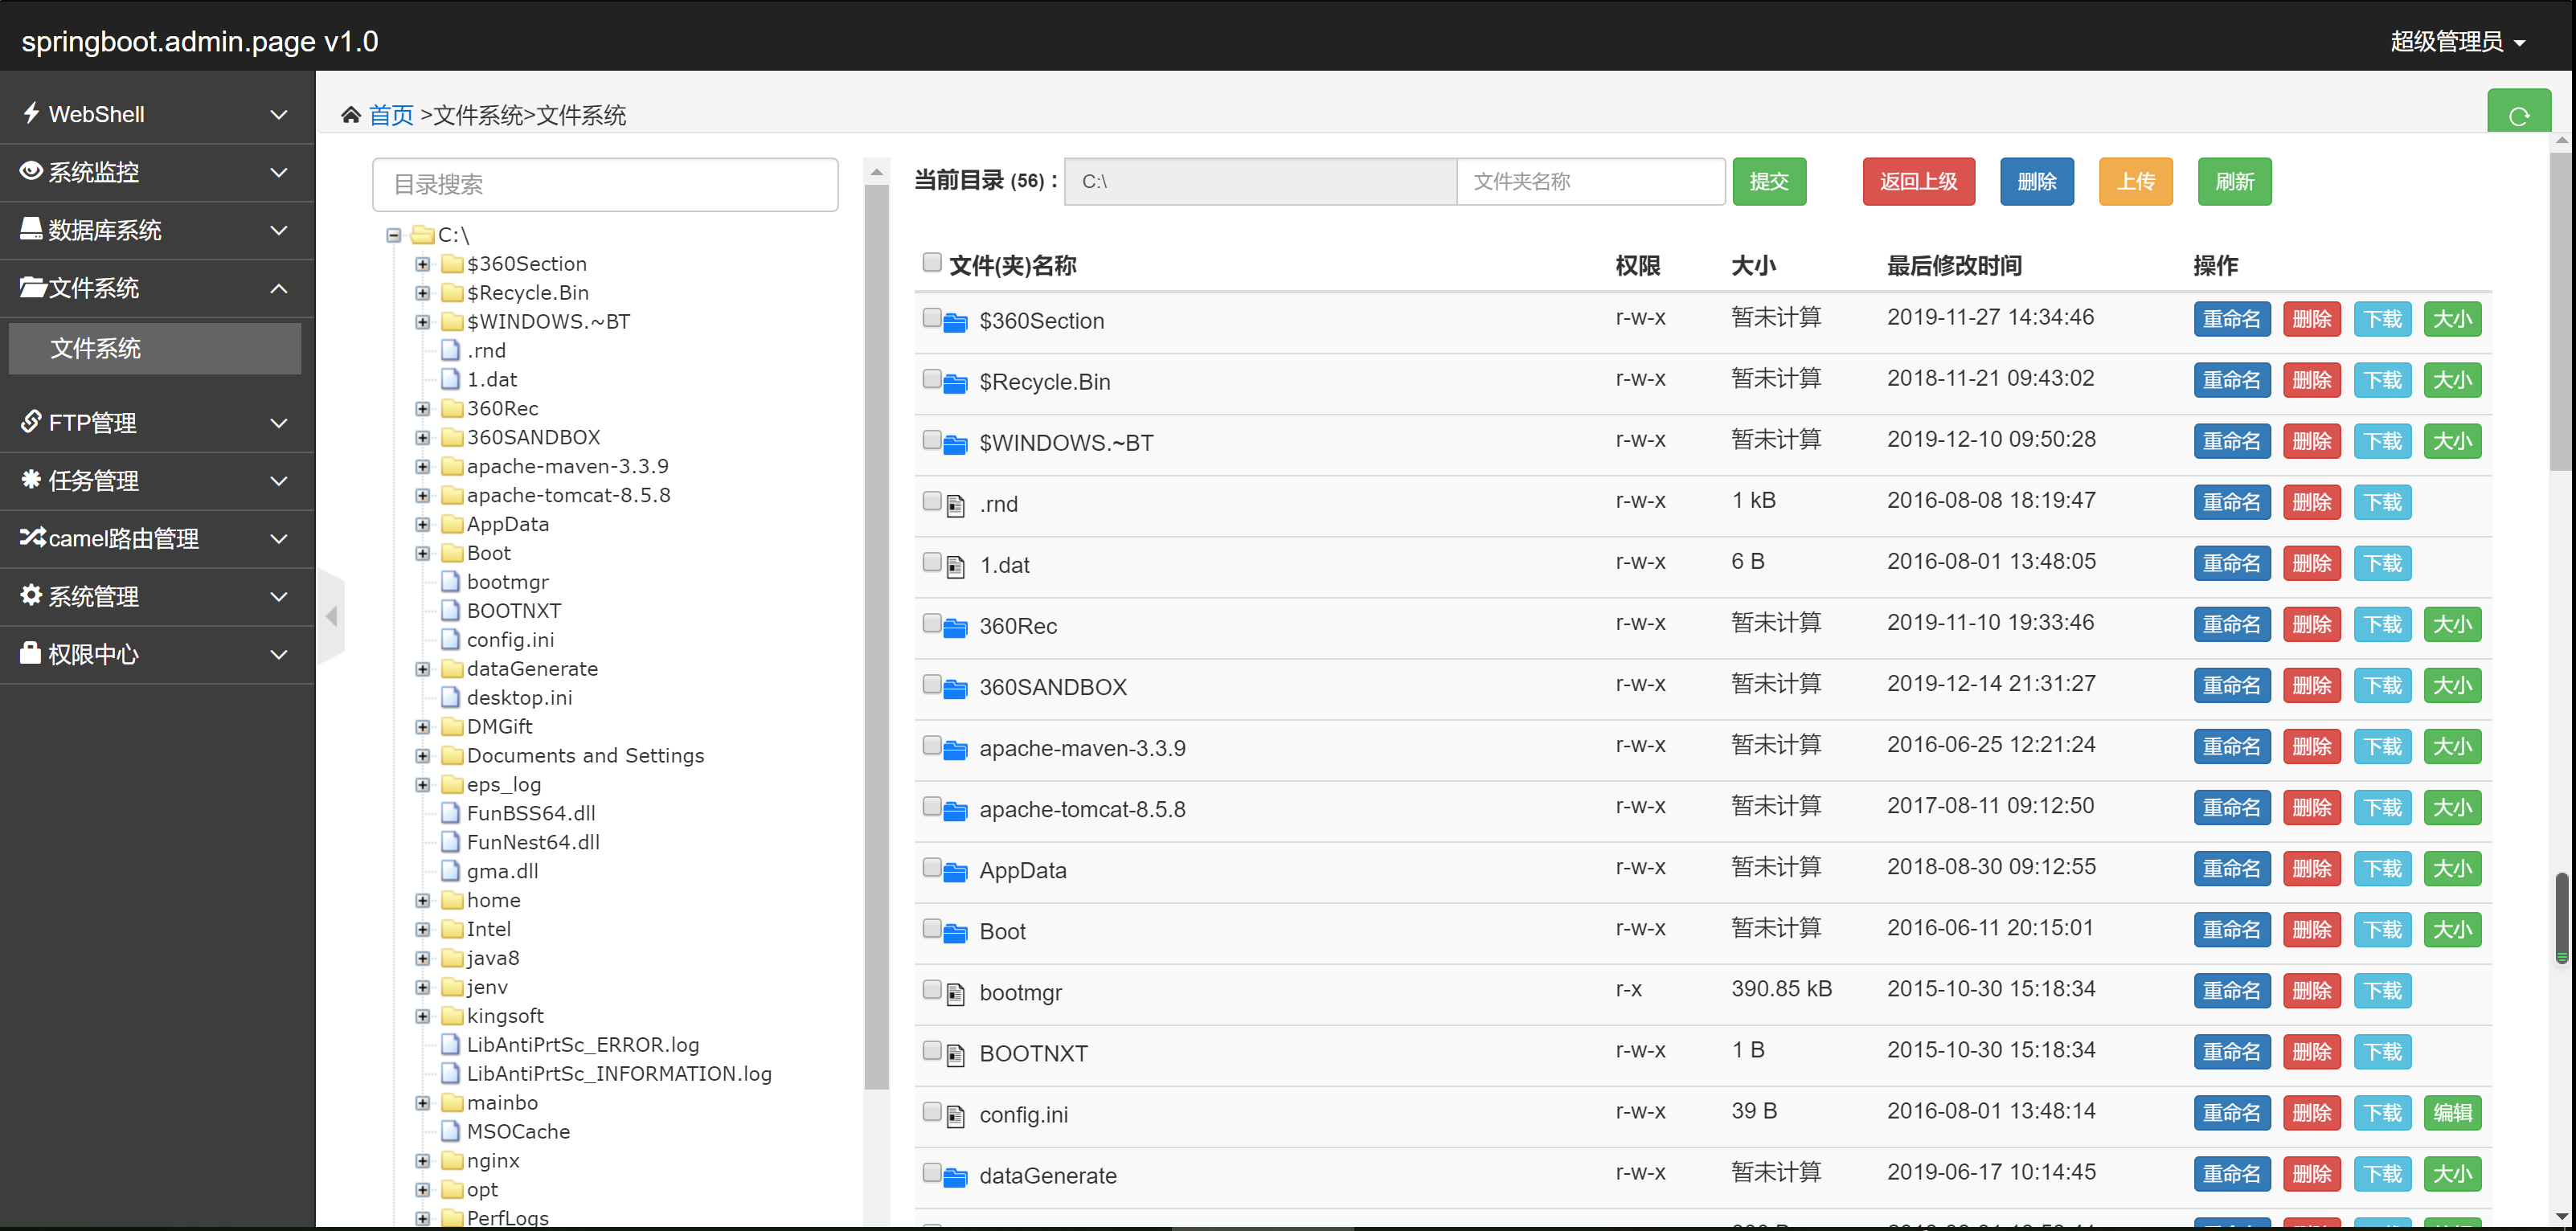 springboot.admin.page v1.0
超级管理员
WebShell
系统监控
数据库系统
文件系统
文件系统
FTP管理
任务管理
camel路由管理
系统管理
权限中心
首页 >文件系统>文件系统
目录搜索
C:\
$360Section
$Recycle.Bin
$WINDOWS.~BT
.rnd
1.dat
360Rec
360SANDBOX
apache-maven-3.3.9
apache-tomcat-8.5.8
AppData
Boot
bootmgr
BOOTNXT
config.ini
dataGenerate
desktop.ini
DMGift
Documents and Settings
eps_log
FunBSS64.dll
FunNest64.dll
gma.dll
home
Intel
java8
jenv
kingsoft
LibAntiPrtSc_ERROR.log
LibAntiPrtSc_INFORMATION.log
mainbo
MSOCache
nginx
opt
PerfLogs
当前目录 (56) : C:\ 文件夹名称 提交 返回上级 删除 上传 刷新
文件(夹)名称 权限 大小 最后修改时间 操作
$360Section r-w-x 暂未计算 2019-11-27 14:34:46 重命名 删除 下载 大小
$Recycle.Bin r-w-x 暂未计算 2018-11-21 09:43:02 重命名 删除 下载 大小
$WINDOWS.~BT r-w-x 暂未计算 2019-12-10 09:50:28 重命名 删除 下载 大小
.rnd r-w-x 1 kB 2016-08-08 18:19:47 重命名 删除 下载
1.dat r-w-x 6 B 2016-08-01 13:48:05 重命名 删除 下载
360Rec r-w-x 暂未计算 2019-11-10 19:33:46 重命名 删除 下载 大小
360SANDBOX r-w-x 暂未计算 2019-12-14 21:31:27 重命名 删除 下载 大小
apache-maven-3.3.9 r-w-x 暂未计算 2016-06-25 12:21:24 重命名 删除 下载 大小
apache-tomcat-8.5.8 r-w-x 暂未计算 2017-08-11 09:12:50 重命名 删除 下载 大小
AppData r-w-x 暂未计算 2018-08-30 09:12:55 重命名 删除 下载 大小
Boot r-w-x 暂未计算 2016-06-11 20:15:01 重命名 删除 下载 大小
bootmgr r-x 390.85 kB 2015-10-30 15:18:34 重命名 删除 下载
BOOTNXT r-w-x 1 B 2015-10-30 15:18:34 重命名 删除 下载
config.ini r-w-x 39 B 2016-08-01 13:48:14 重命名 删除 下载 编辑
dataGenerate r-w-x 暂未计算 2019-06-17 10:14:45 重命名 删除 下载 大小